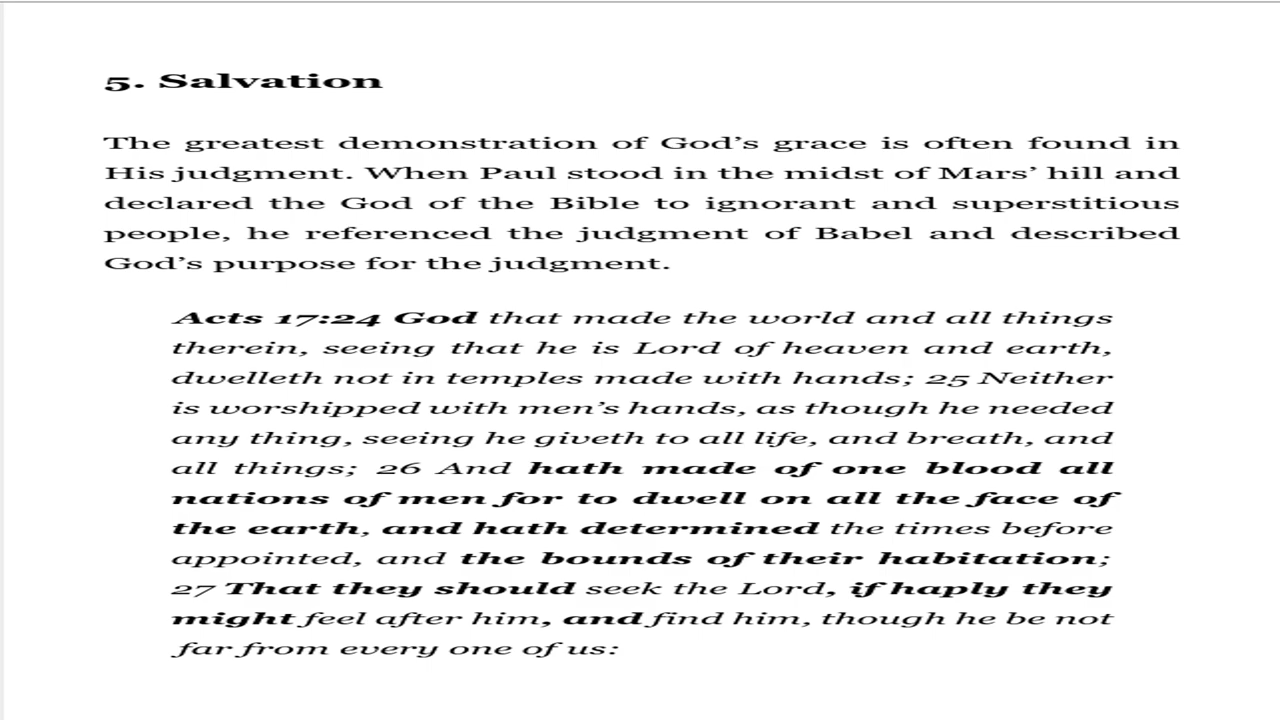 5. Salvation
The greatest demonstration of God’s grace is often found in
His judgment. When Paul stood in the midst of Mars’ hill and
declared the God of the Bible to ignorant and superstitious
people, he referenced the judgment of Babel and described
God’s purpose for the judgment.
Acts 17:24 God that made the world and all things
therein, seeing that he is Lord of heaven and earth,
dwelleth not in temples made with hands; 25 Neither
is worshipped with men’s hands, as though he needed
any thing, seeing he giveth to all life, and breath, and
all things; 26 And hath made of one blood all
nations of men for to dwell on all the face of
the earth, and hath determined the times before
appointed, and the bounds of their habitation;
27 That they should seek the Lord, if haply they
might feel after him, and find him, though he be not
far from every one of us: